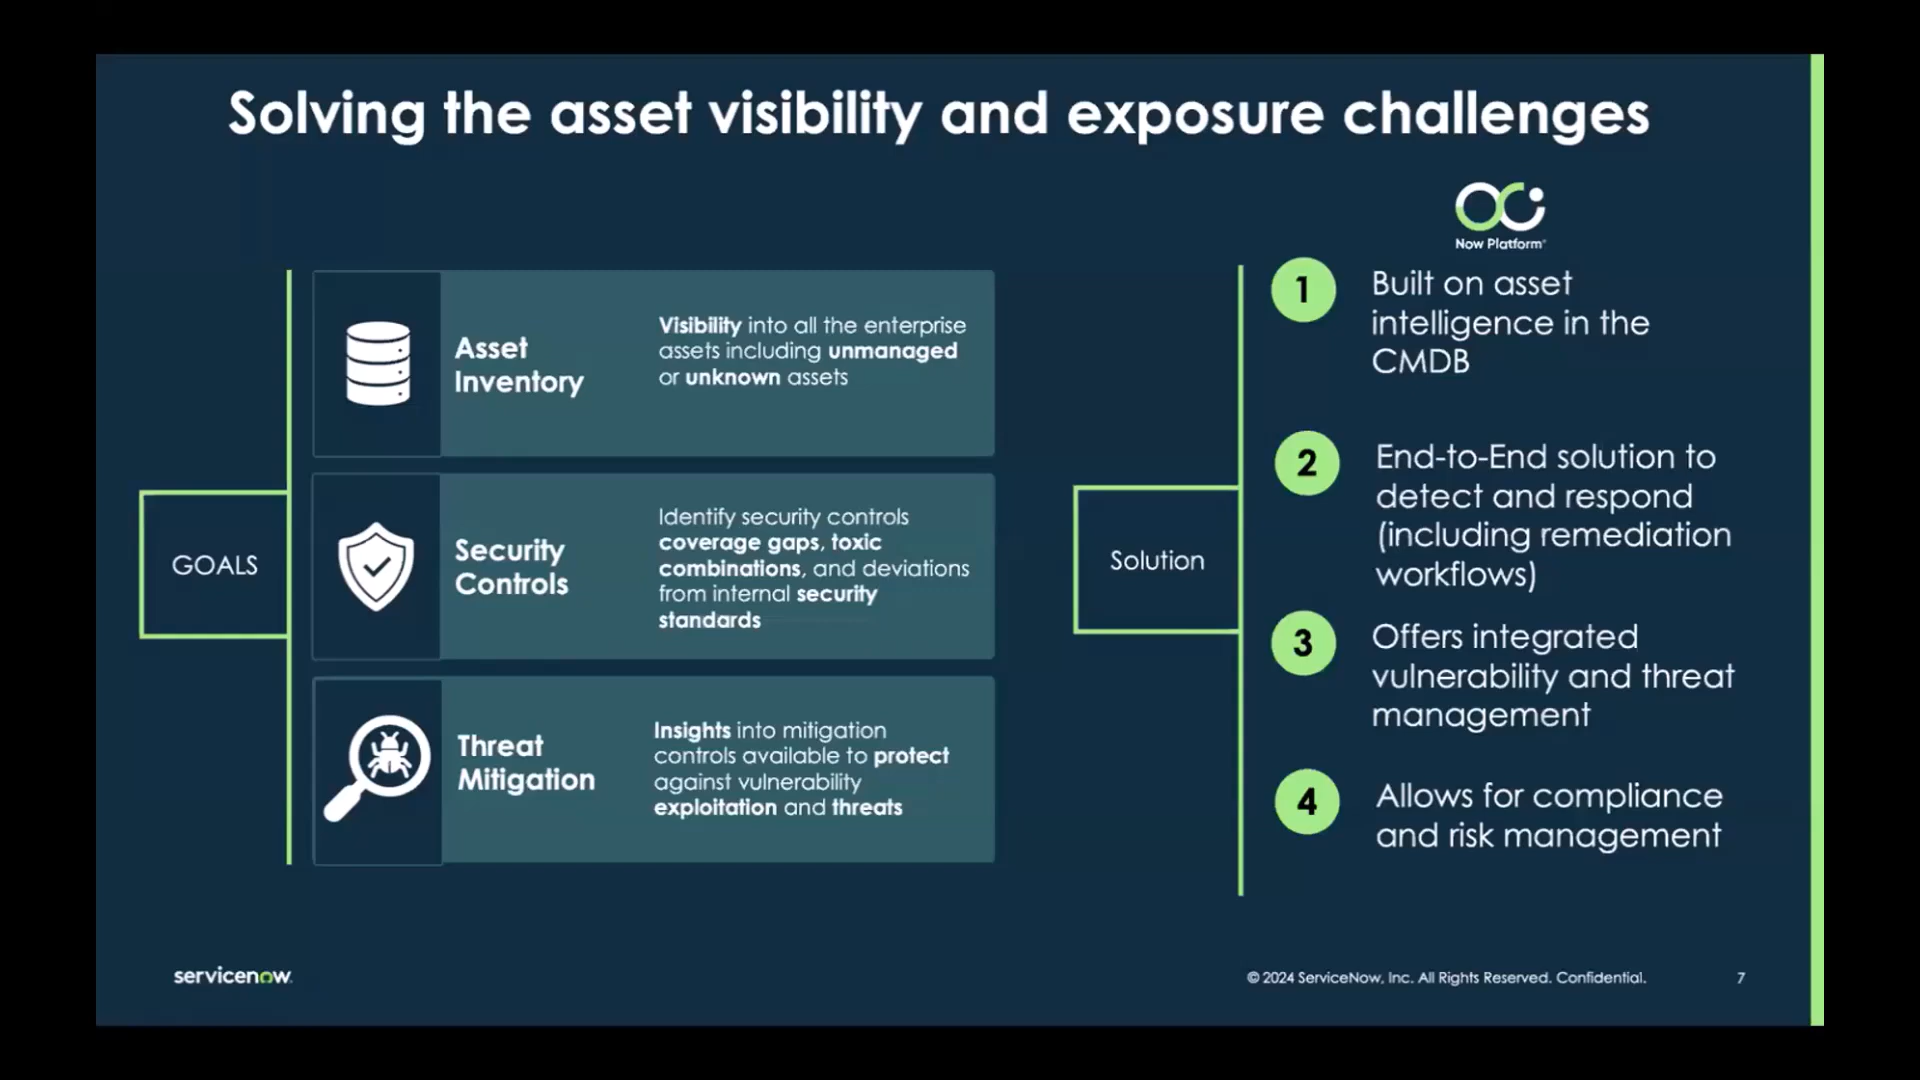 Solving the asset visibility and exposure challenges
GOALS
Asset
Inventory
Visibility into all the enterprise
assets including unmanaged
or unknown assets
Security
Controls
Identify security controls
coverage gaps, toxic
combinations, and deviations
from internal security
standards
Threat
Mitigation
Insights into mitigation
controls available to protect
against vulnerability
exploitation and threats
Solution
Now Platform®
1
Built on asset
intelligence in the
CMDB
2
End-to-End solution to
detect and respond
(including remediation
workflows)
3
Offers integrated
vulnerability and threat
management
4
Allows for compliance
and risk management
servicenow.
© 2024 ServiceNow, Inc. All Rights Reserved. Confidential.
7